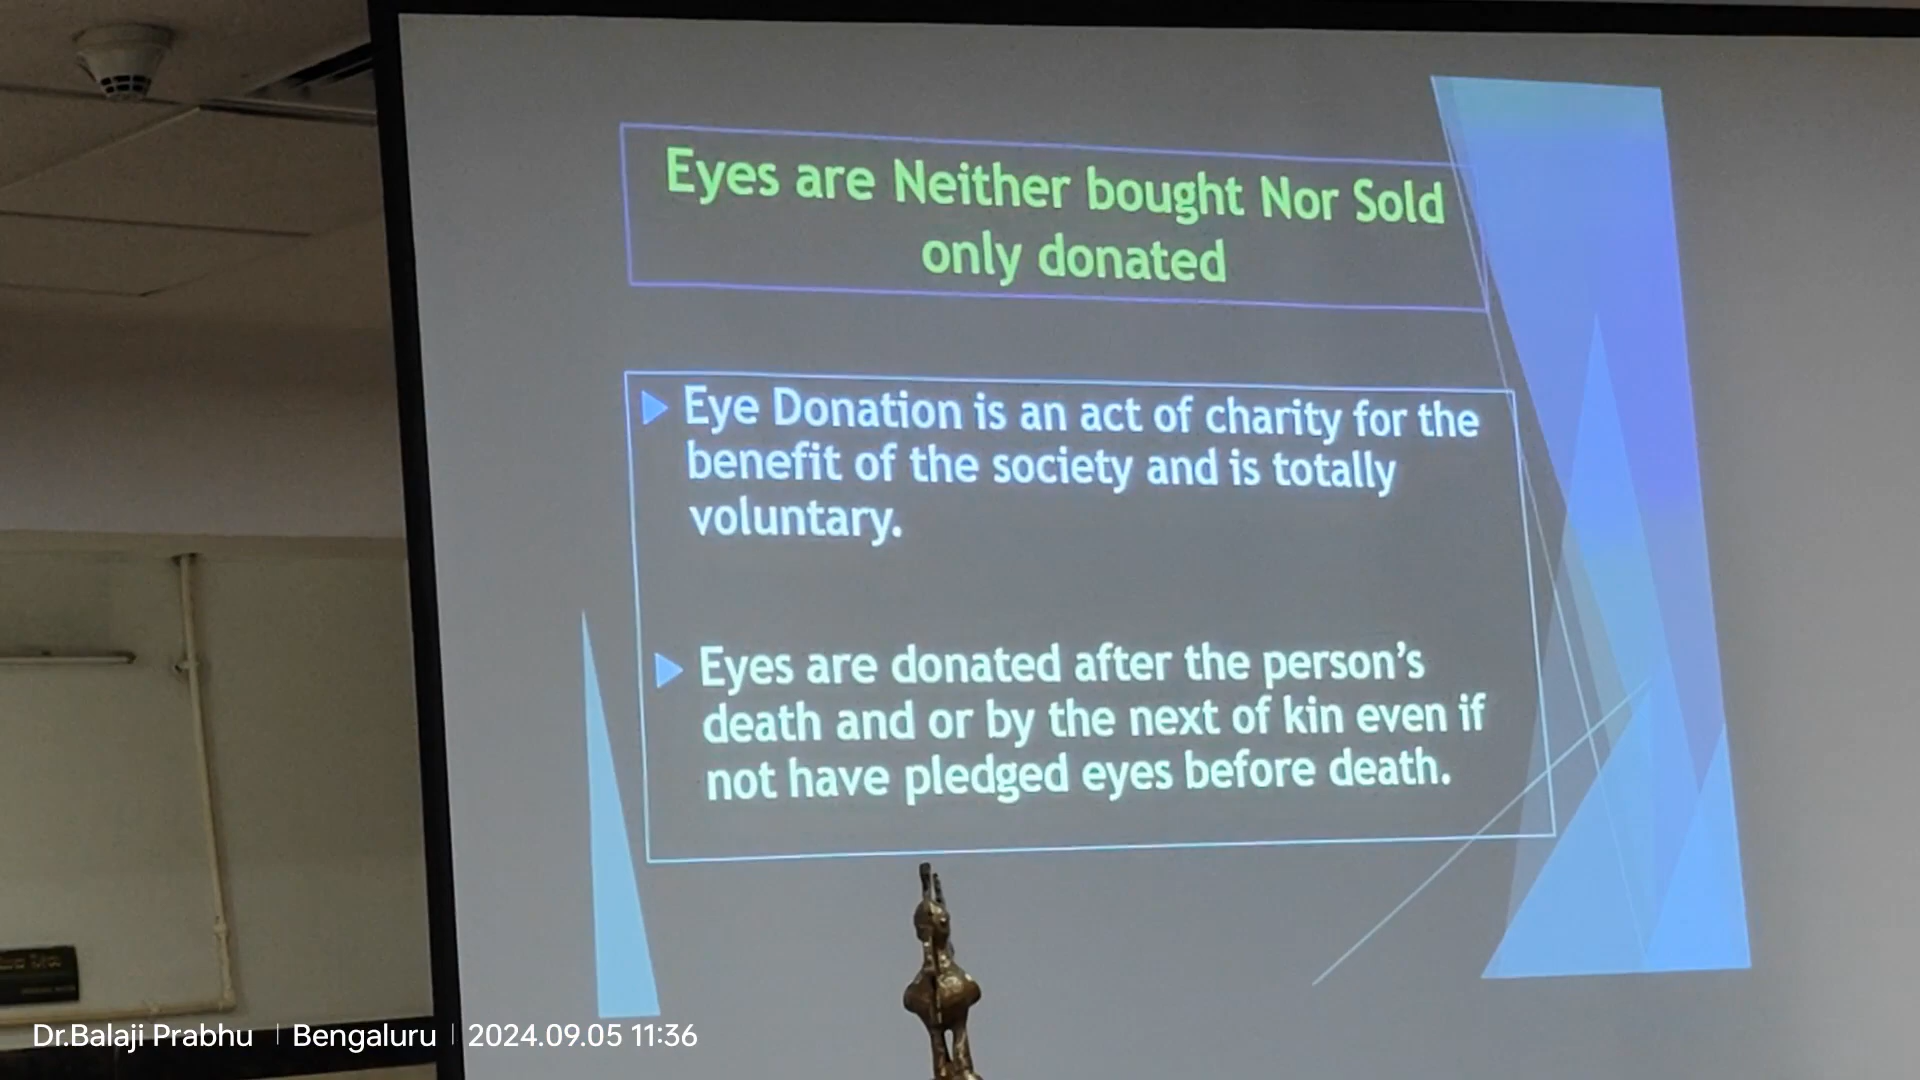 Eyes are Neither bought Nor Sold
only donated
Eye Donation is an act of charity for the
benefit of the society and is totally
voluntary.
Eyes are donated after the person's
death and or by the next of kin even if
not have pledged eyes before death.
Dr.Balaji Prabhu | Bengaluru | 2024.09.05 11:36